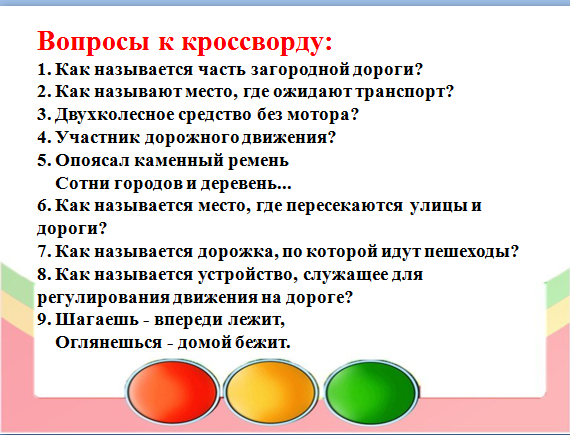 Вопросы к кроссворду:
1. Как называется часть загородной дороги?
2. Как называют место, где ожидают транспорт?
3. Двухколесное средство без мотора?
4. Участник дорожного движения?
5. Опоясал каменный ремень
Сотни городов и деревень...
6. Как называется место, где пересекаются улицы и
дороги?
7. Как называется дорожка, по которой идут пешеходы?
8. Как называется устройство, служащее для
регулирования движения на дороге?
9. Шагаешь - впереди лежит,
Оглянешься - домой бежит.